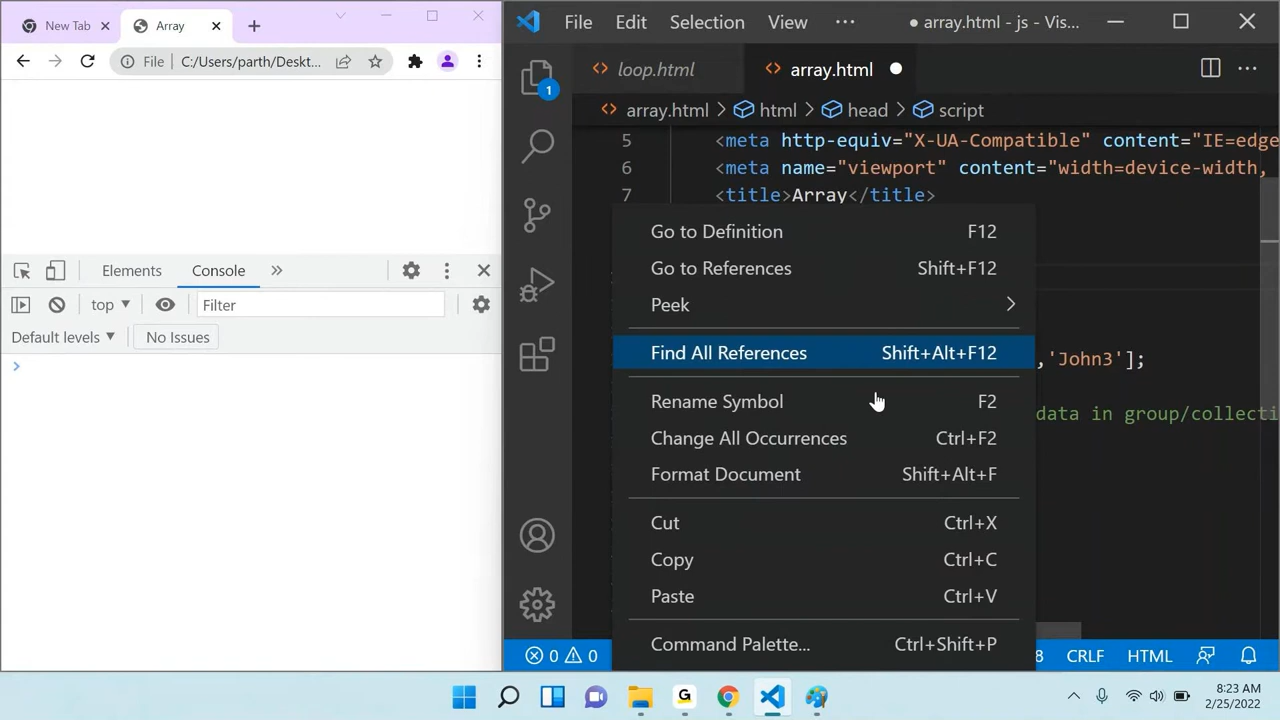 New Tab
Array
File
C:/Users/parth/Deskt...
Elements
Console
top
Filter
Default levels
No Issues
File Edit Selection View
array.html - js - Vis...
loop.html
array.html
1
array.html > html > head > script
5 <meta http-equiv="X-UA-Compatible" content="IE=edge
6 <meta name="viewport" content="width=device-width,
7 <title>Array</title>
Go to Definition F12
Go to References Shift+F12
Peek
Find All References Shift+Alt+F12
,'John3'];
Rename Symbol F2
data in group/collecti
Change All Occurrences Ctrl+F2
Format Document Shift+Alt+F
Cut Ctrl+X
Copy Ctrl+C
Paste Ctrl+V
Command Palette... Ctrl+Shift+P
0 0
8 CRLF HTML
G
8:23 AM
2/25/2022